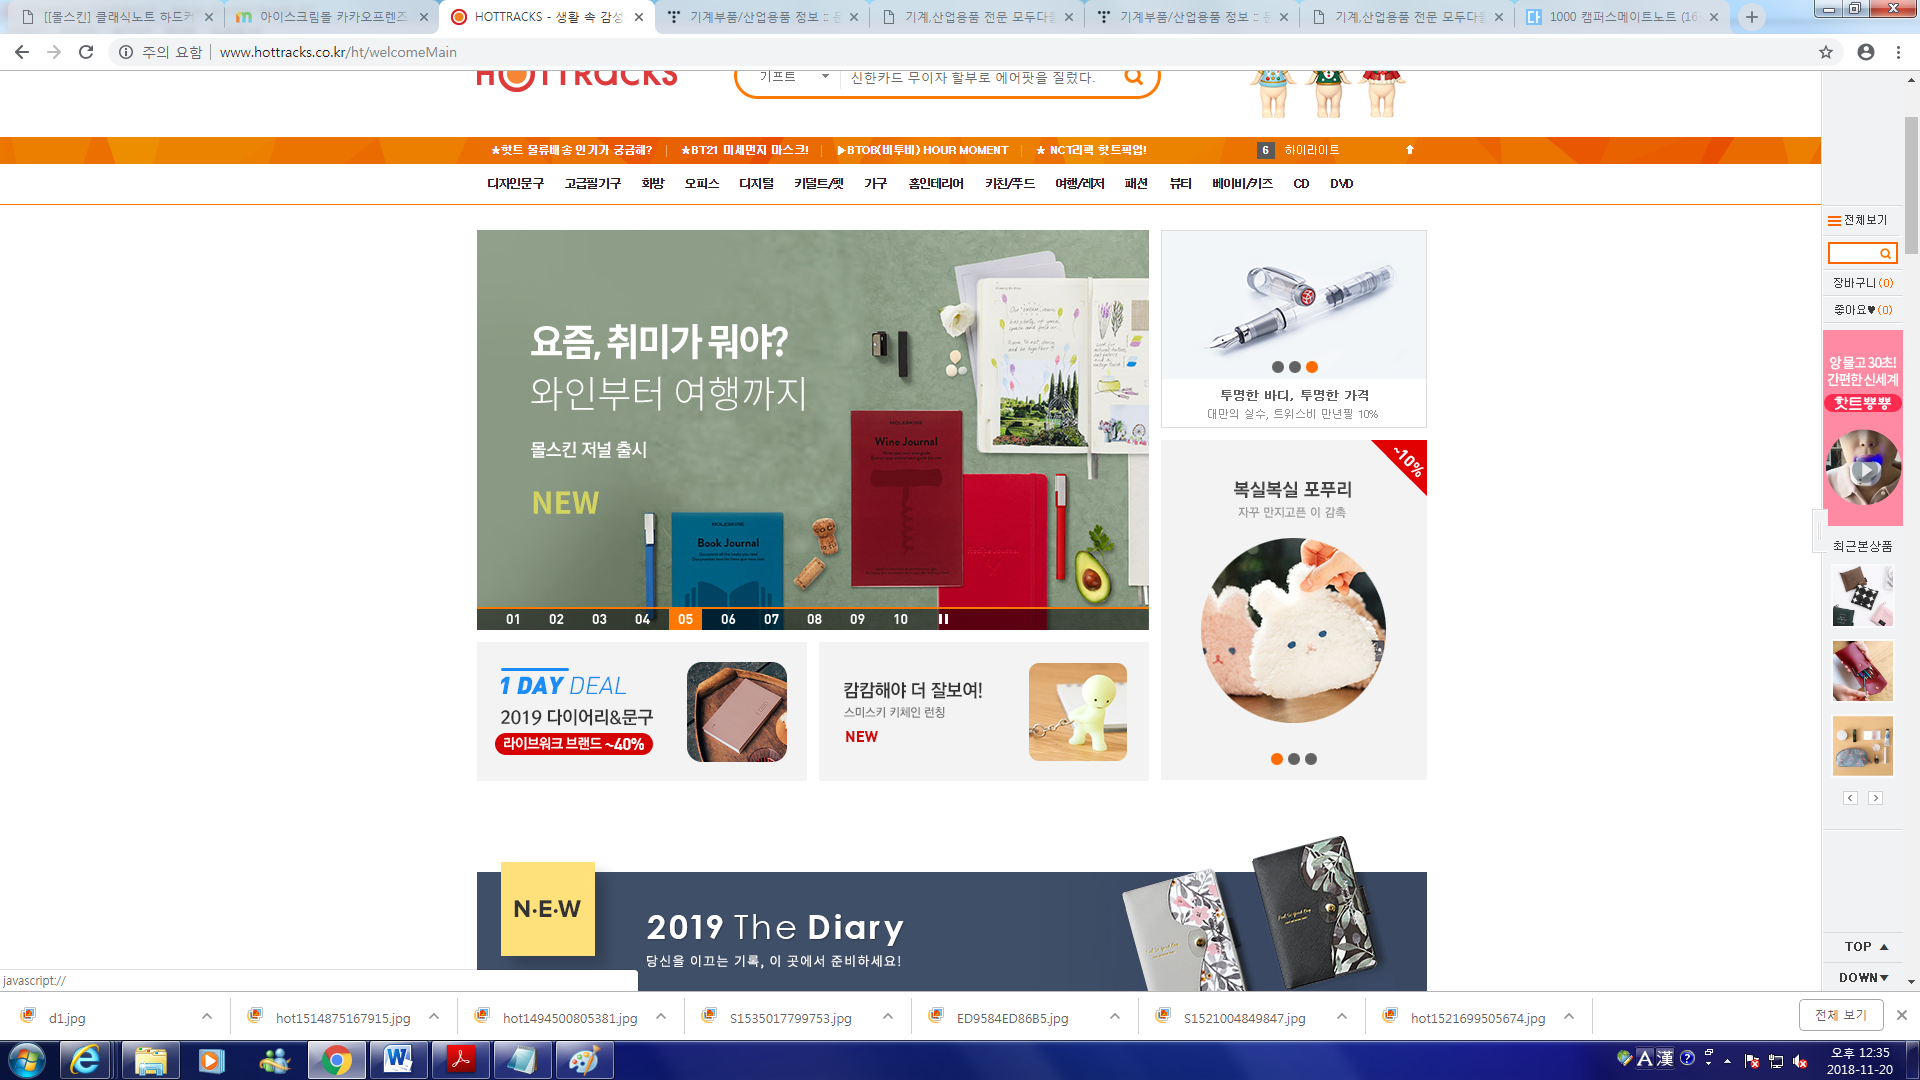 [[몰스킨] 클래식노트 하드커
아이스크림몰 카카오프렌즈
HOTTRACKS - 생활 속 감성
기계부품/산업용품 정보
기계,산업용품 전문 모두다
기계부품/산업용품 정보
기계,산업용품 전문 모두다
1000 캠퍼스메이트노트 (16
주의 요함 | www.hottracks.co.kr/ht/welcomeMain
HOTTRACKS
기프트
신한카드 무이자 할부로 에어팟을 질렀다.
★핫트 물류배송 인기가 궁금해?
★BT21 미세먼지 마스크!
▶BTOB(비투비) HOUR MOMENT
★ NCT리팩 핫트픽업!
6 하이라이트
디자인문구 고급필기구 화방 오피스 디지털 키덜트/펫 가구 홈인테리어 키친/푸드 여행/레저 패션 뷰티 베이비/키즈 CD DVD
요즘, 취미가 뭐야?
와인부터 여행까지
몰스킨 저널 출시
NEW
MOLESKINE
Wine Journal
MOLESKINE
Book Journal
Recipe Journal
01 02 03 04 05 06 07 08 09 10
투명한 바디, 투명한 가격
대만의 실수, 트위스비 만년필 10%
~10%
복실복실 포푸리
자꾸 만지고픈 이 감촉
1 DAY DEAL
2019 다이어리&문구
라이브워크 브랜드 ~40%
캄캄해야 더 잘보여!
스미스키 키체인 런칭
NEW
N·E·W
2019 The Diary
당신을 이끄는 기록, 이 곳에서 준비하세요!
전체보기
장바구니(0)
좋아요♥(0)
앙 물고 30초!
간편한 신세계
핫트뿅뿅
최근본상품
TOP ▲
DOWN▼
javascript://
d1.jpg
hot1514875167915.jpg
hot1494500805381.jpg
S1535017799753.jpg
ED9584ED86B5.jpg
S1521004849847.jpg
hot1521699505674.jpg
전체 보기
A 漢
오후 12:35
2018-11-20